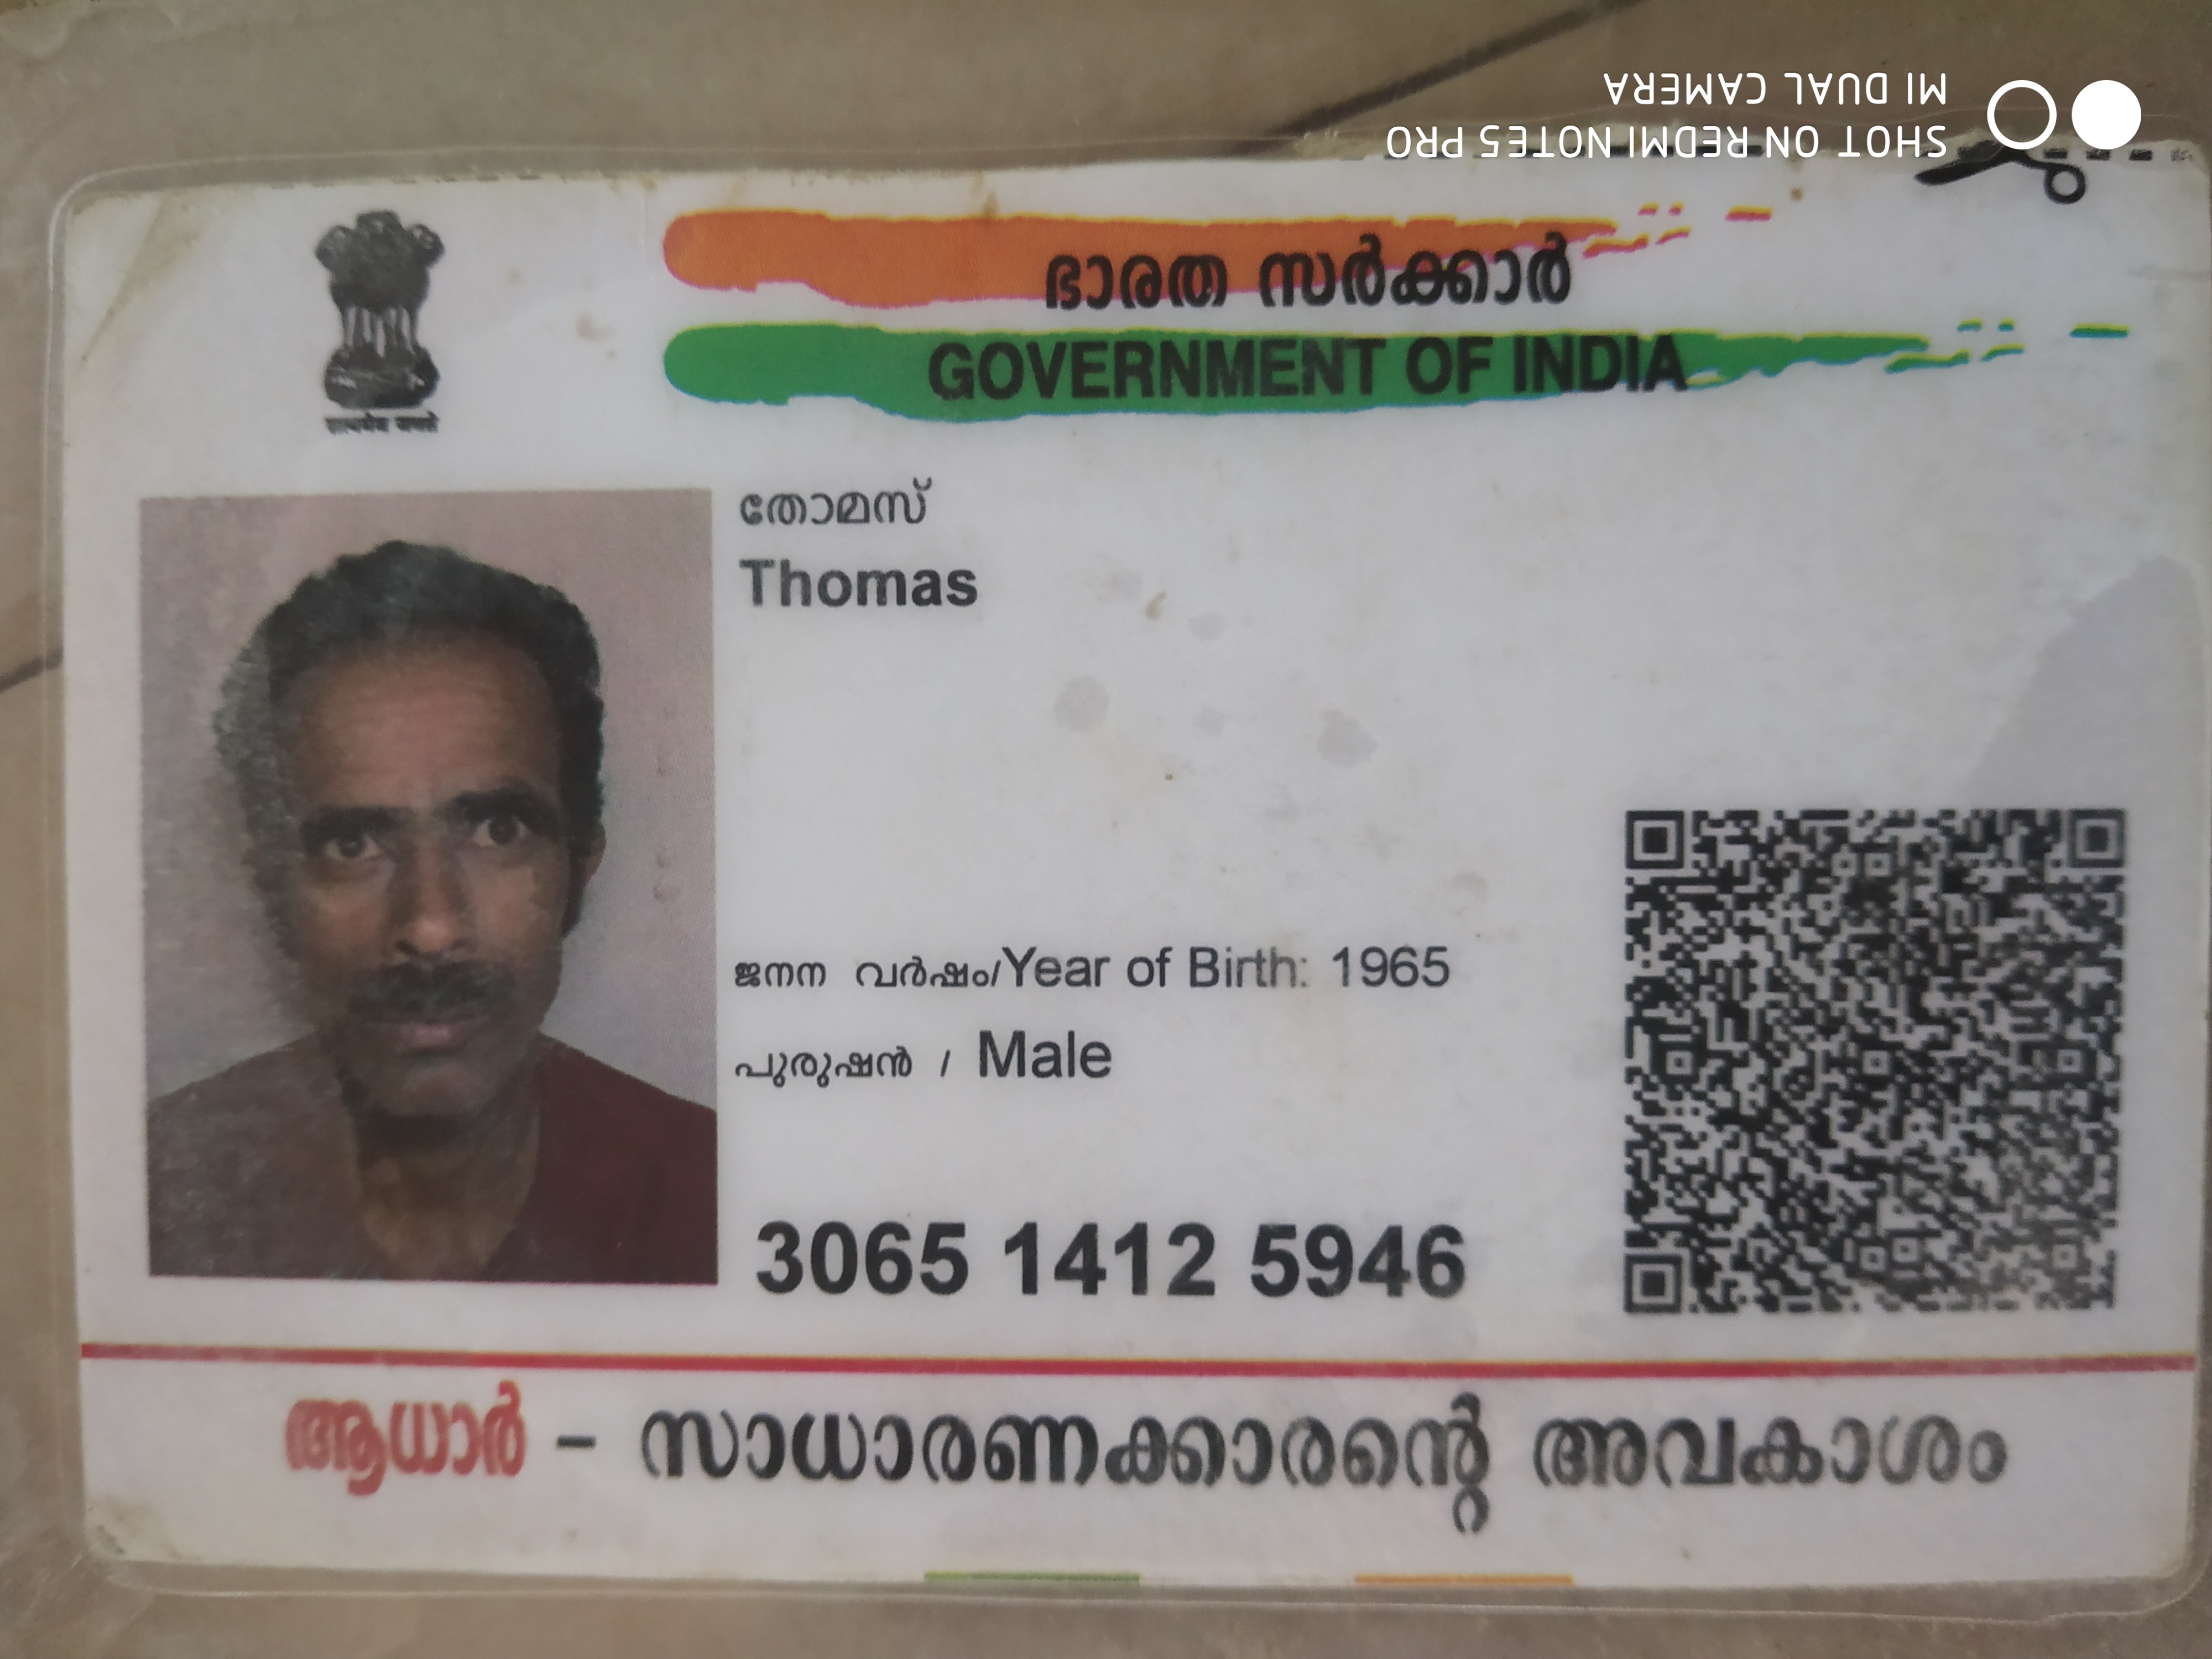 ഭാരത സർക്കാർ
GOVERNMENT OF INDIA
തോമസ്
Thomas
ജനന വർഷം/Year of Birth: 1965
പുരുഷൻ / Male
3065 1412 5946
ആധാർ - സാധാരണക്കാരന്റെ അവകാശം
SHOT ON REDMI NOTE5 PRO
MI DUAL CAMERA